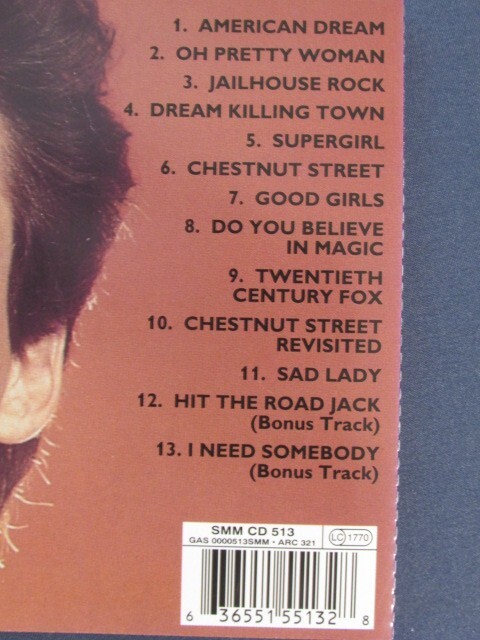 1. AMERICAN DREAM
2. OH PRETTY WOMAN
3. JAILHOUSE ROCK
4. DREAM KILLING TOWN
5. SUPERGIRL
6. CHESTNUT STREET
7. GOOD GIRLS
8. DO YOU BELIEVE
IN MAGIC
9. TWENTIETH
CENTURY FOX
10. CHESTNUT STREET
REVISITED
11. SAD LADY
12. HIT THE ROAD JACK
(Bonus Track)
13. I NEED SOMEBODY
(Bonus Track)
SMM CD 513
GAS 0000513SMM • ARC 321
LC 1770
6 36551 55132 8